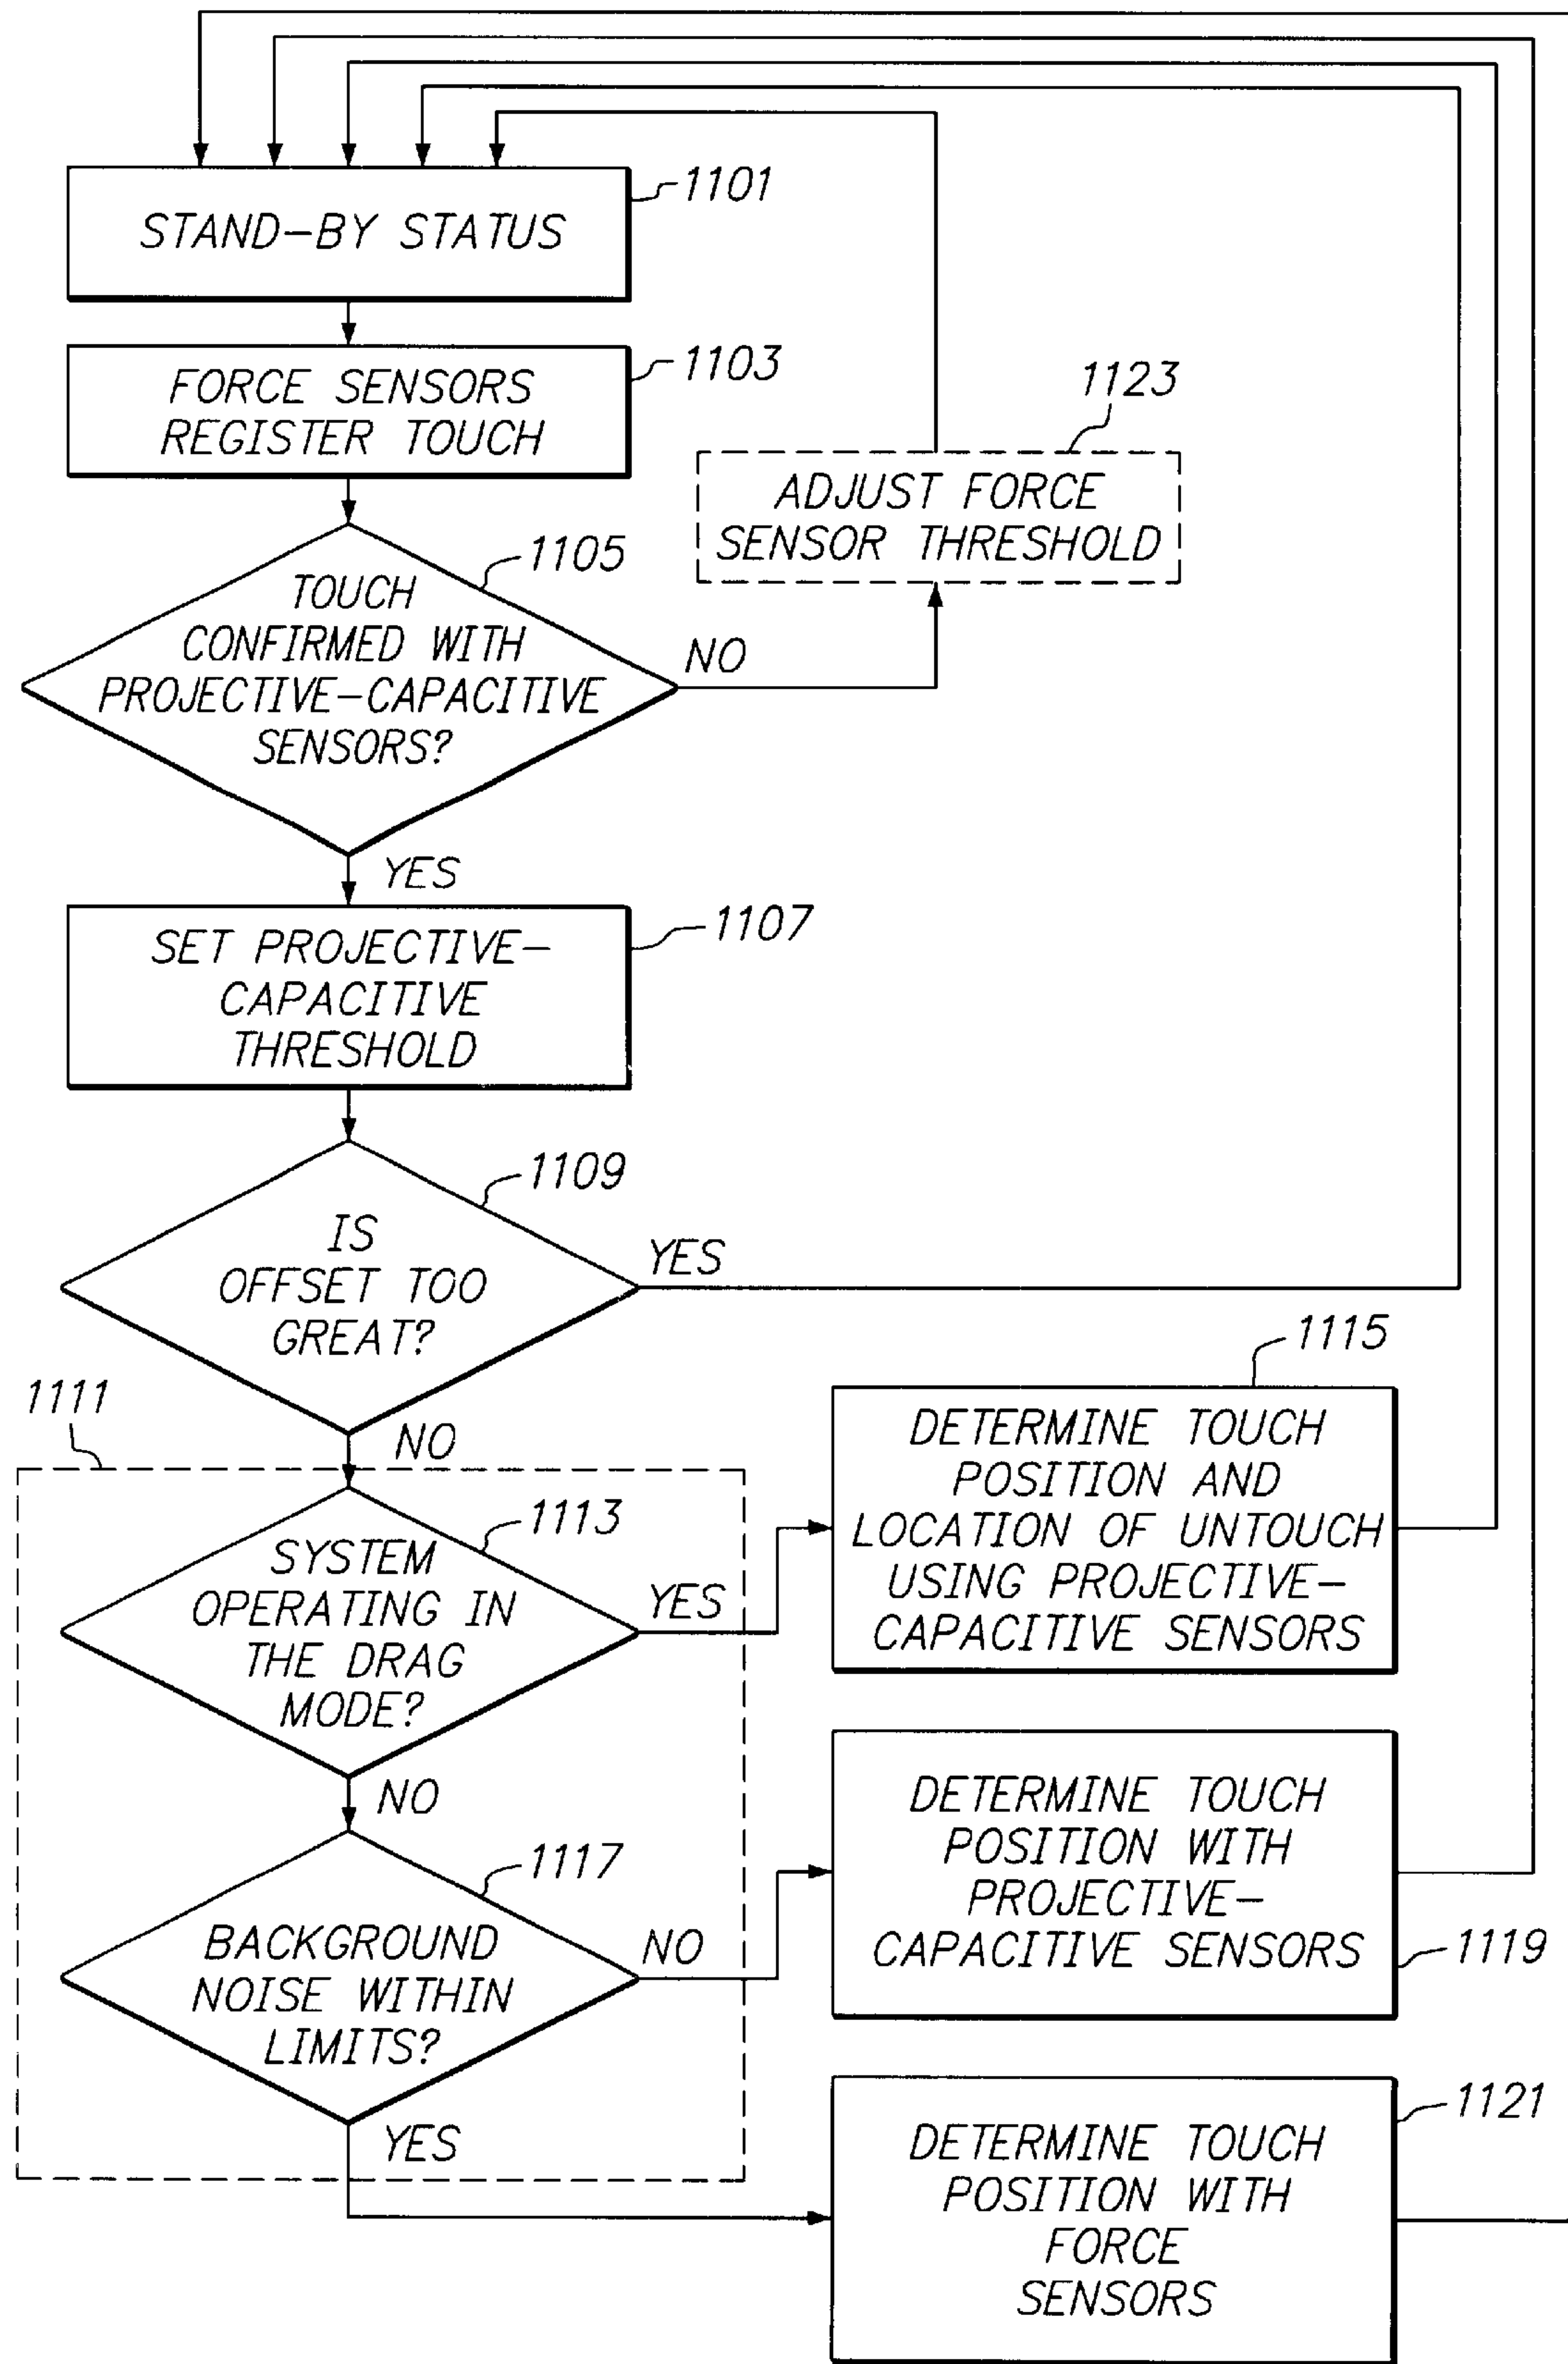 1101
STAND-BY STATUS
1103
FORCE SENSORS
REGISTER TOUCH
1123
ADJUST FORCE
SENSOR THRESHOLD
1105
TOUCH
CONFIRMED WITH
PROJECTIVE-CAPACITIVE
SENSORS?
NO
YES
1107
SET PROJECTIVE-
CAPACITIVE
THRESHOLD
1109
IS
OFFSET TOO
GREAT?
YES
NO
1111
1113
SYSTEM
OPERATING IN
THE DRAG
MODE?
YES
1115
DETERMINE TOUCH
POSITION AND
LOCATION OF UNTOUCH
USING PROJECTIVE-
CAPACITIVE SENSORS
NO
1117
BACKGROUND
NOISE WITHIN
LIMITS?
NO
DETERMINE TOUCH
POSITION WITH
PROJECTIVE-
CAPACITIVE SENSORS
1119
YES
1121
DETERMINE TOUCH
POSITION WITH
FORCE
SENSORS